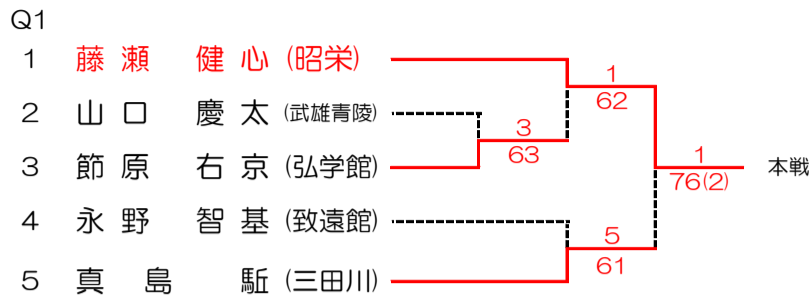 Q1
1 藤瀬 健心 (昭栄)
2 山口 慶太 (武雄青陵)
3 節原 右京 (弘学館)
4 永野 智基 (致遠館)
5 真島 駈 (三田川)
3
63
1
62
5
61
1
76(2)
本戦